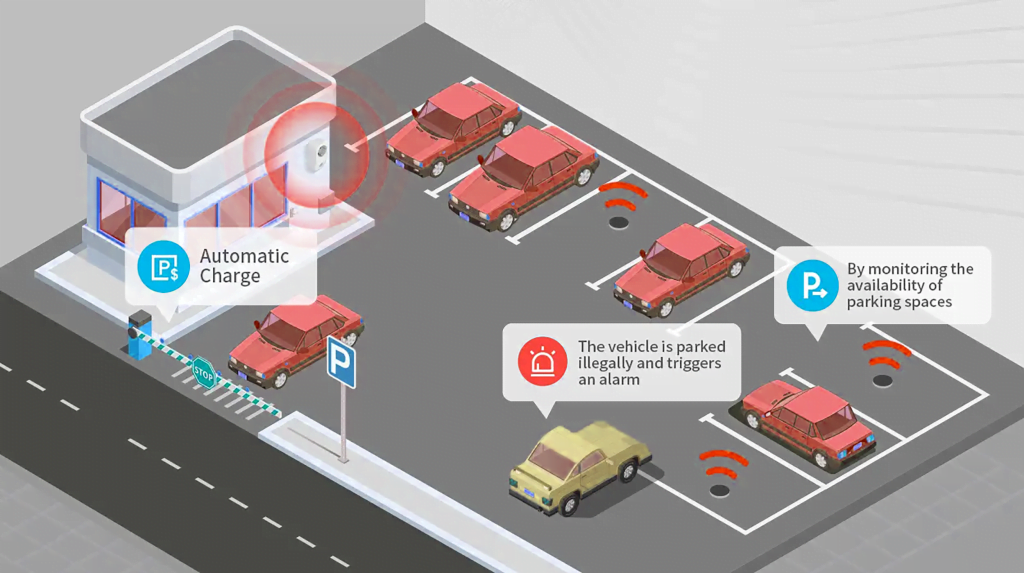 Automatic
Charge
P$
By monitoring the
availability of
parking spaces
P
The vehicle is parked
illegally and triggers
an alarm
STOP
P